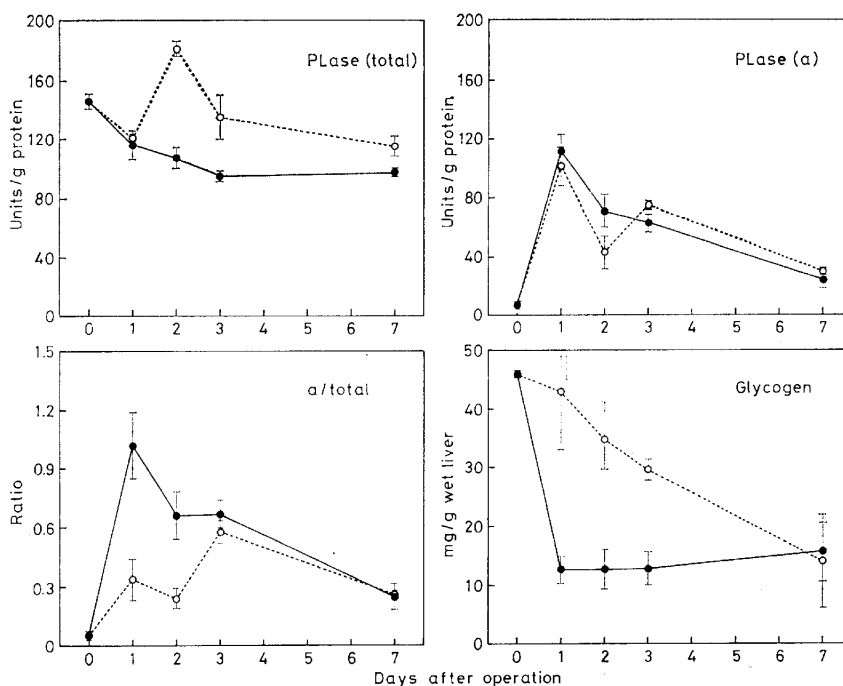 200
160
120
80
40
0
Units/g protein
PLase (total)
0 1 2 3 4 5 6 7
200
160
120
80
40
0
Units/g protein
PLase (a)
0 1 2 3 4 5 6 7
1.5
1.2
0.9
0.6
0.3
0
Ratio
a/total
0 1 2 3 4 5 6 7
50
40
30
20
10
0
mg/g wet liver
Glycogen
0 1 2 3 4 5 6 7
Days after operation